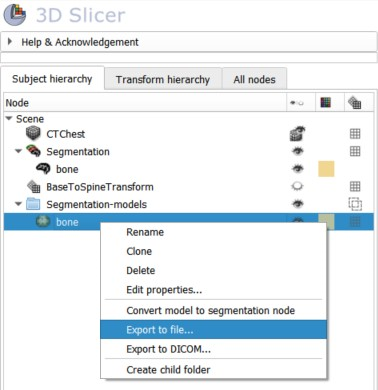 3D Slicer
Help & Acknowledgement
Subject hierarchy Transform hierarchy All nodes
Node
Scene
CTChest
Segmentation
bone
BaseToSpineTransform
Segmentation-models
bone
Rename
Clone
Delete
Edit properties...
Convert model to segmentation node
Export to file...
Export to DICOM...
Create child folder